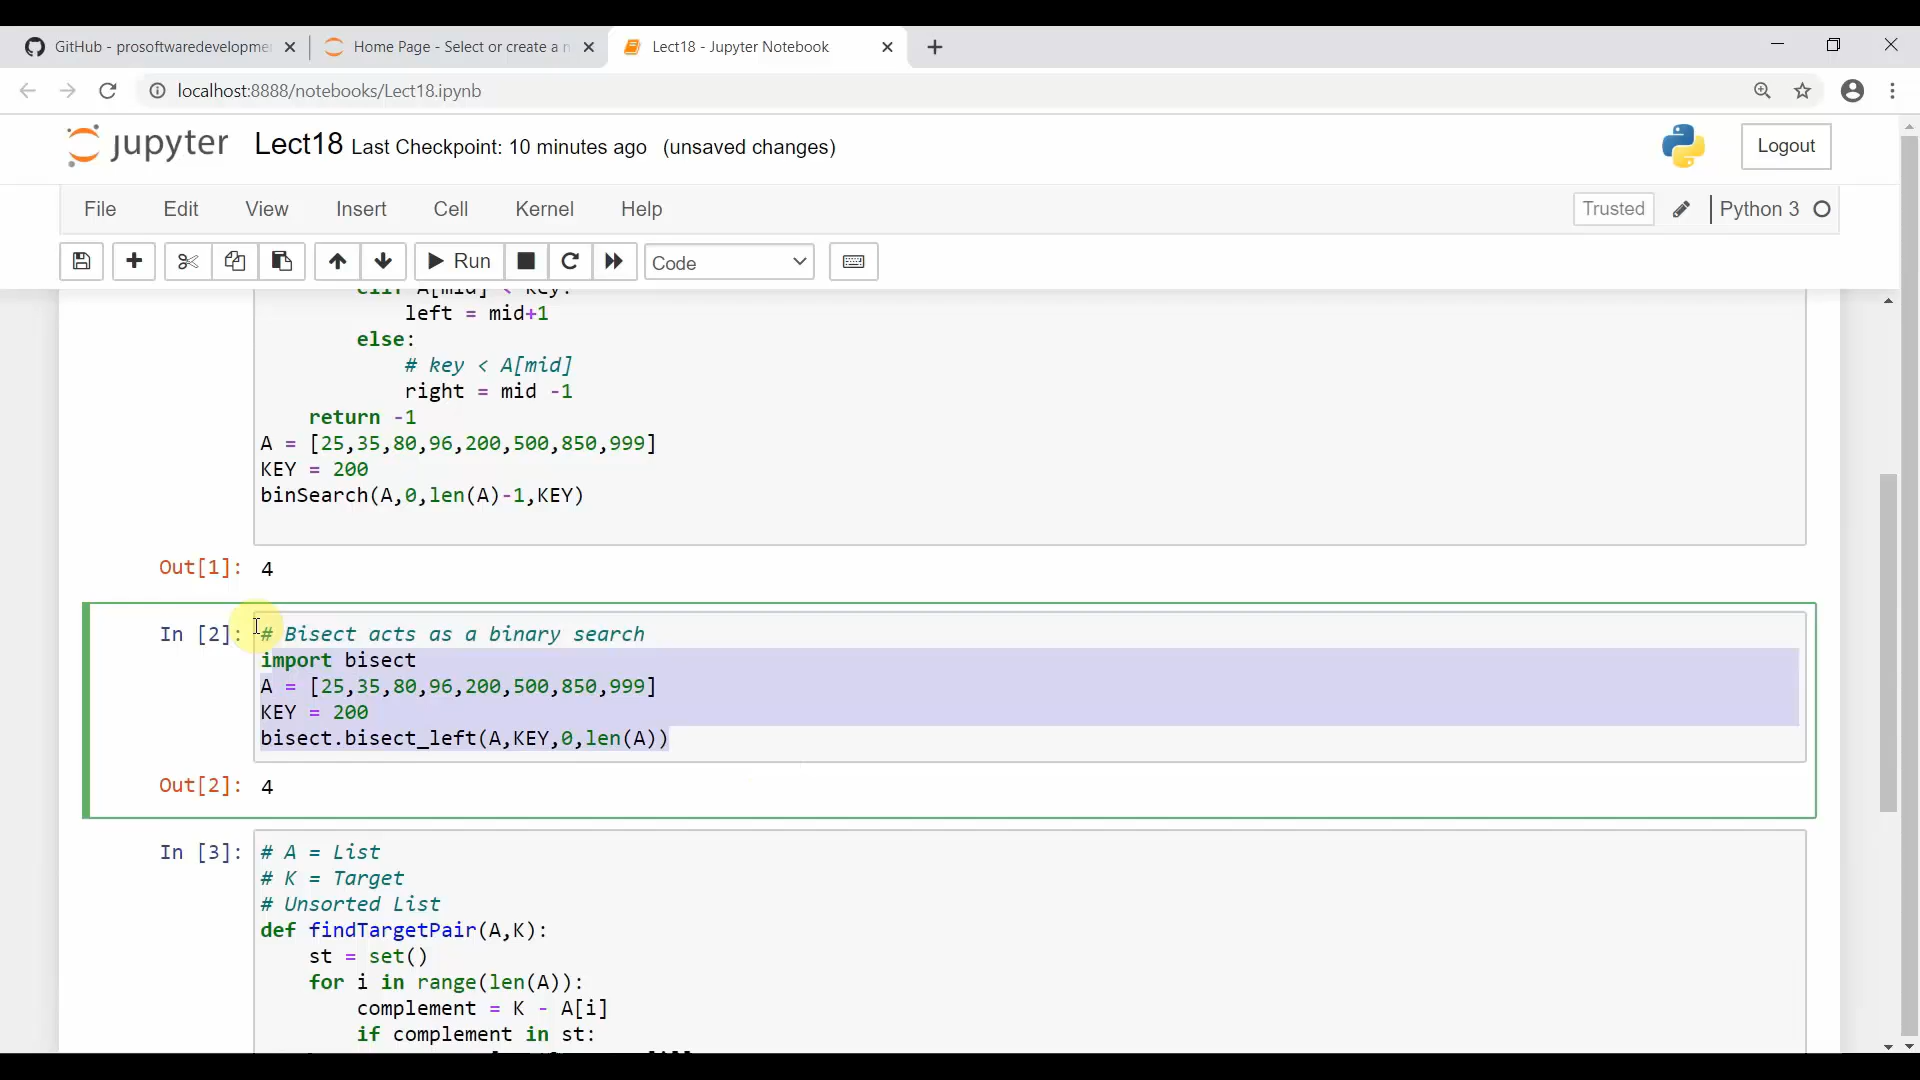 GitHub - prosoftwaredevelopme
Home Page - Select or create a n
Lect18 - Jupyter Notebook
localhost:8888/notebooks/Lect18.ipynb
jupyter Lect18 Last Checkpoint: 10 minutes ago (unsaved changes)
Logout
File Edit View Insert Cell Kernel Help
Trusted
Python 3
Run
Code
elif A[mid] < key:
left = mid+1
else:
# key < A[mid]
right = mid -1
return -1
A = [25,35,80,96,200,500,850,999]
KEY = 200
binSearch(A,0,len(A)-1,KEY)
Out[1]: 4
In [2]: # Bisect acts as a binary search
import bisect
A = [25,35,80,96,200,500,850,999]
KEY = 200
bisect.bisect_left(A,KEY,0,len(A))
Out[2]: 4
In [3]: # A = List
# K = Target
# Unsorted List
def findTargetPair(A,K):
st = set()
for i in range(len(A)):
complement = K - A[i]
if complement in st: